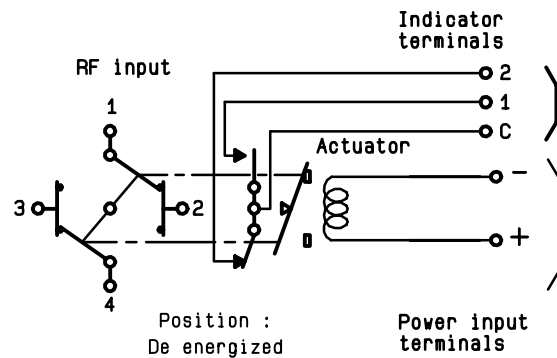 Indicator
terminals
RF input
2
1
1
C
Actuator
-
3
2
+
4
Position :
De energized
Power input
terminals